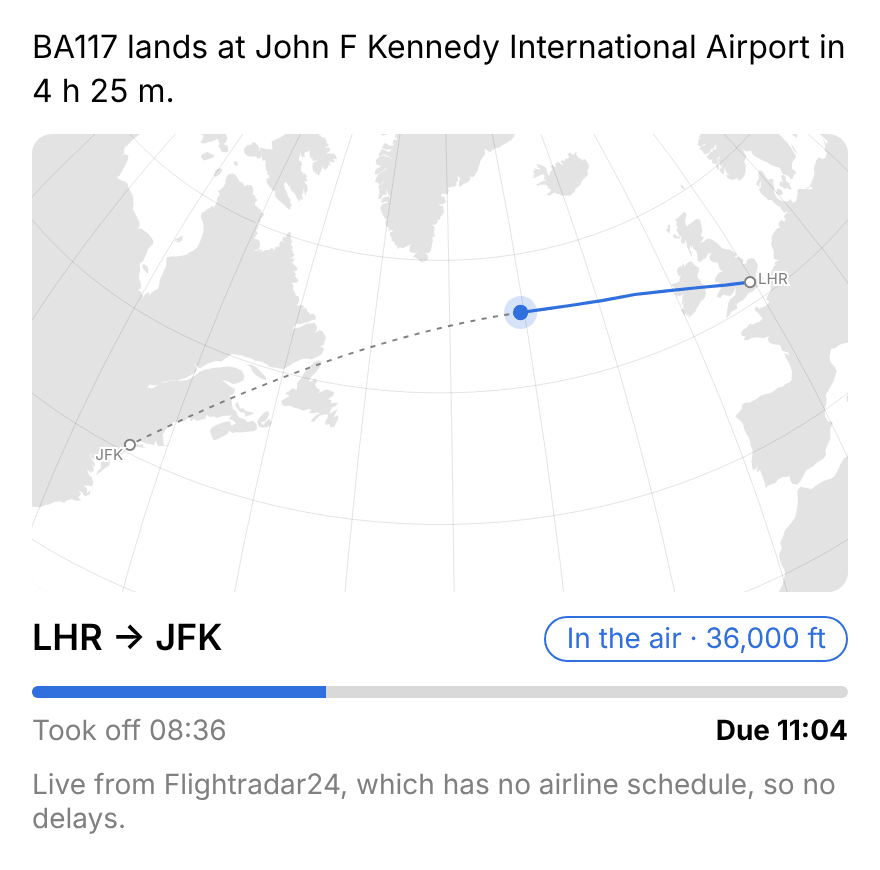 BA117 lands at John F Kennedy International Airport in
4 h 25 m.
LHR
JFK
LHR → JFK
In the air · 36,000 ft
Took off 08:36
Due 11:04
Live from Flightradar24, which has no airline schedule, so no
delays.